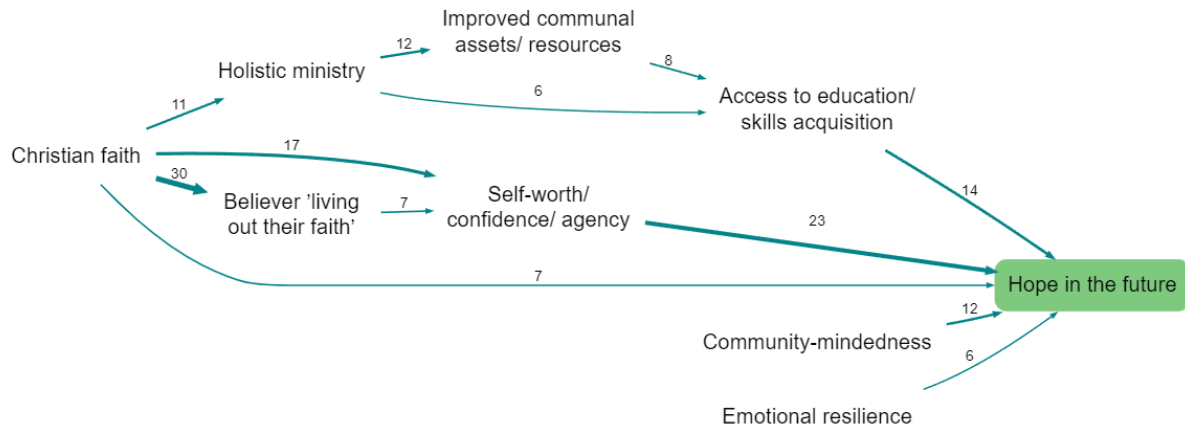 Improved communal
assets/ resources
12
8
Holistic ministry
6
Access to education/
skills acquisition
11
Christian faith
17
30
Believer 'living
out their faith'
7
Self-worth/
confidence/ agency
14
23
7
Hope in the future
12
Community-mindedness
6
Emotional resilience